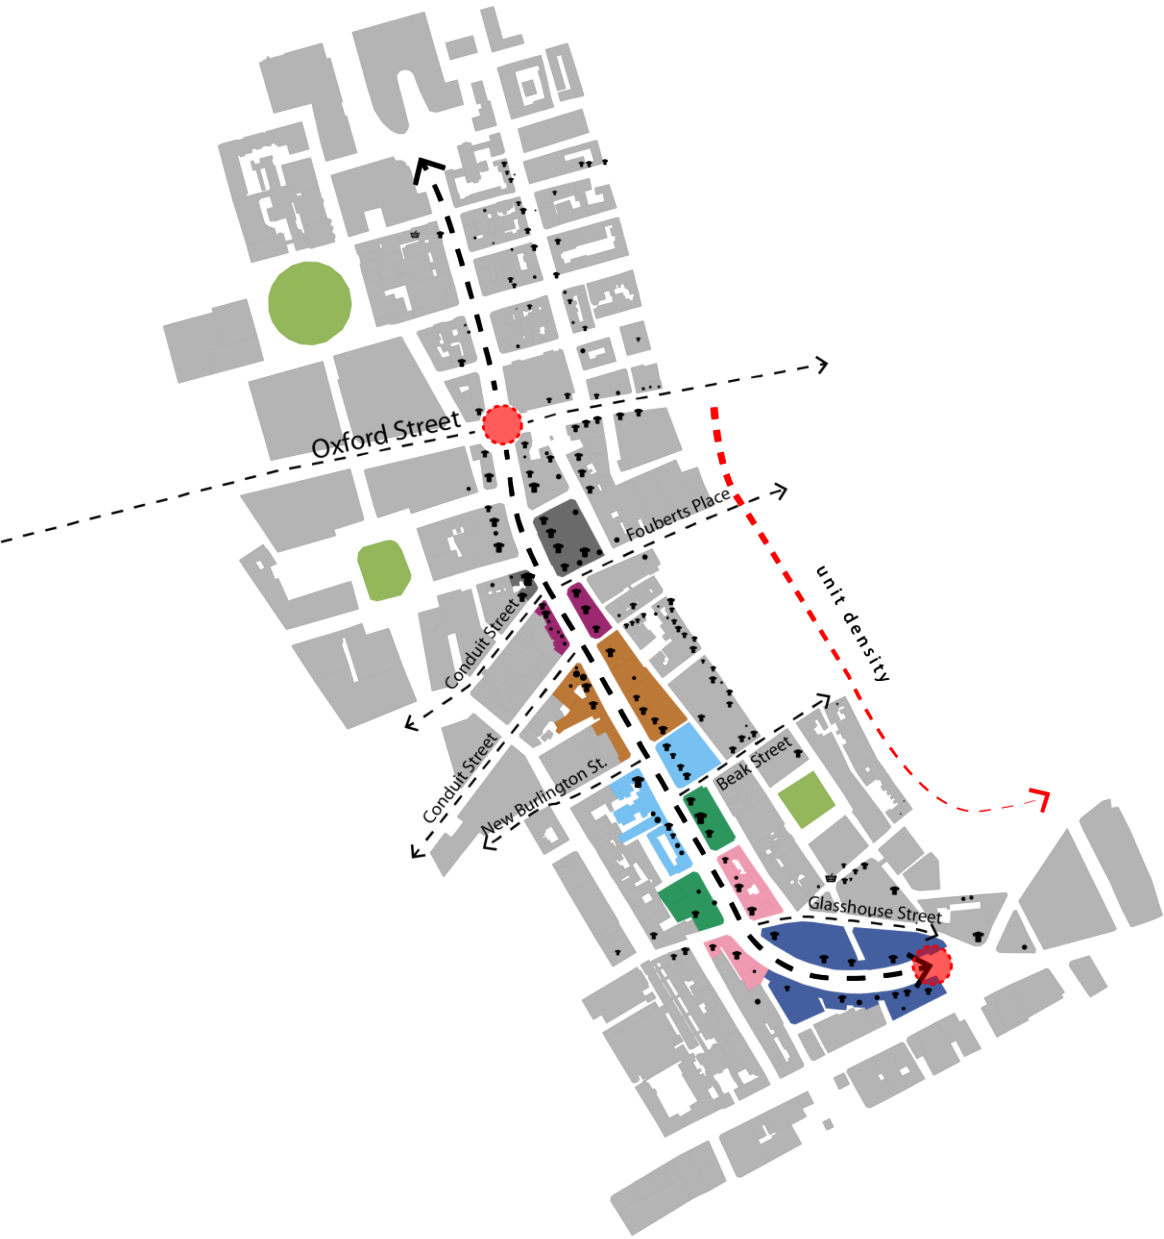 Oxford Street
Fouberts Place
unit density
Conduit Street
Conduit Street
New Burlington St.
Beak Street
Glasshouse Street